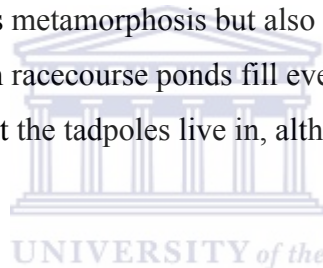 s metamorphosis but also
n racecourse ponds fill eve
t the tadpoles live in, alth
UNIVERSITY of the